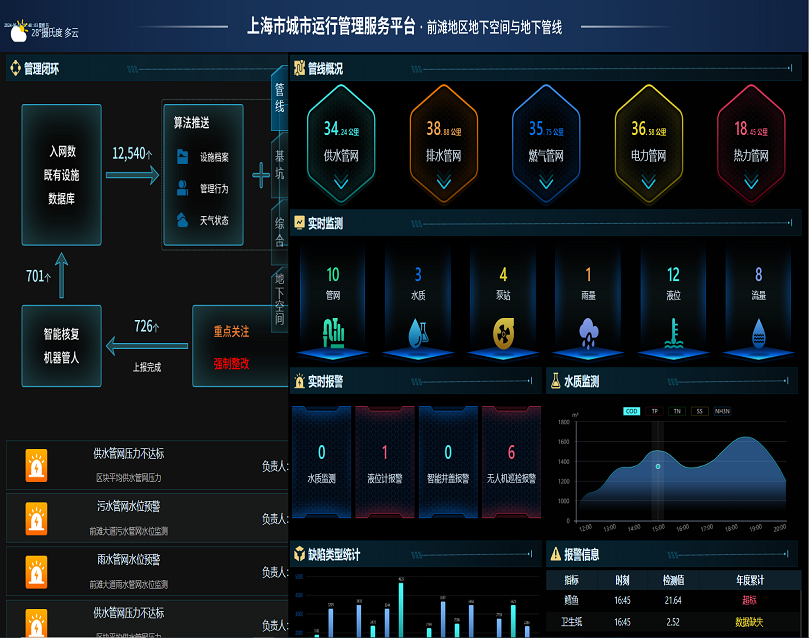 上海市城市运行管理服务平台 · 前滩地区地下空间与地下管线
28°摄氏度 多云
管理闭环
入网数
既有设施
数据库
12,540个
算法推送
设施档案
管理行为
天气状态
701个
智能核复
机器管人
726个
上报完成
重点关注
强制整改
供水管网压力不达标
区块平均供水管网压力
负责人:
污水管网水位预警
前滩大道污水管网水位监测
负责人:
雨水管网水位预警
前滩大道雨水管网水位监测
负责人:
供水管网压力不达标
区块平均供水管网压力
负责人:
管线
基坑
综合
地下空间
管线概况
34.24 公里
供水管网
38.88 公里
排水管网
35.75 公里
燃气管网
36.58 公里
电力管网
18.45 公里
热力管网
实时监测
10
管网
3
水质
4
泵站
1
雨量
12
液位
8
流量
实时报警
0
水质监测
1
液位计报警
0
智能井盖报警
6
无人机巡检报警
水质监测
COD TP TN SS NH3N
m³
1800
1600
1400
1200
1000
0
12:00 13:00 14:00 15:00 16:00 17:00 18:00 19:00 20:00
缺陷类型统计
报警信息
指标 时刻 检测值 年度累计
鳕鱼 16:45 21.64 超标
卫生纸 16:45 2.52 数据缺失